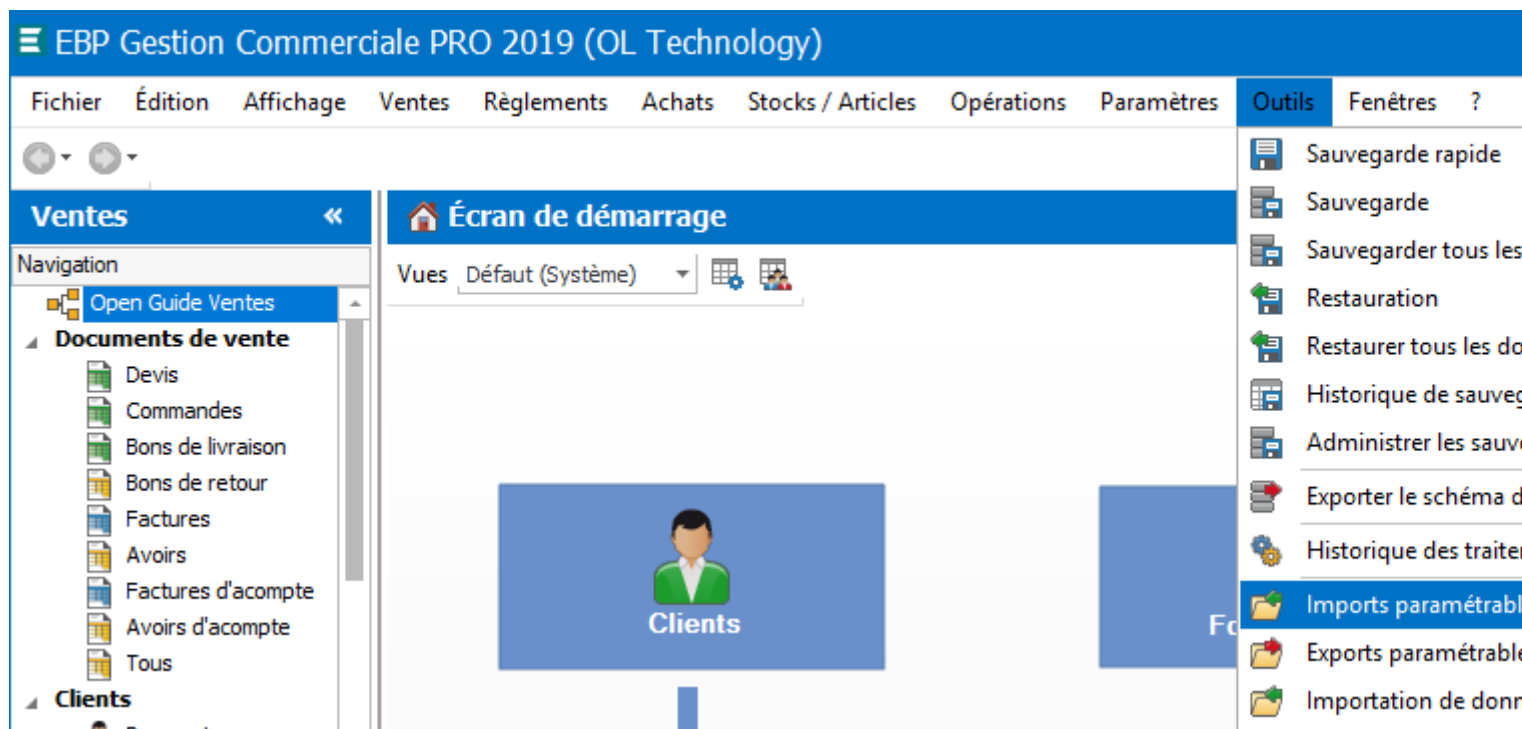 EBP Gestion Commerciale PRO 2019 (OL Technology)
Fichier Édition Affichage Ventes Règlements Achats Stocks / Articles Opérations Paramètres Outils Fenêtres ?
Ventes «
Navigation
Open Guide Ventes
Documents de vente
Devis
Commandes
Bons de livraison
Bons de retour
Factures
Avoirs
Factures d'acompte
Avoirs d'acompte
Tous
Clients
Écran de démarrage
Vues Défaut (Système)
Clients
Sauvegarde rapide
Sauvegarde
Sauvegarder tous les
Restauration
Restaurer tous les do
Historique de sauveg
Administrer les sauve
Exporter le schéma d
Historique des traite
Imports paramétrabl
Exports paramétrable
Importation de donn